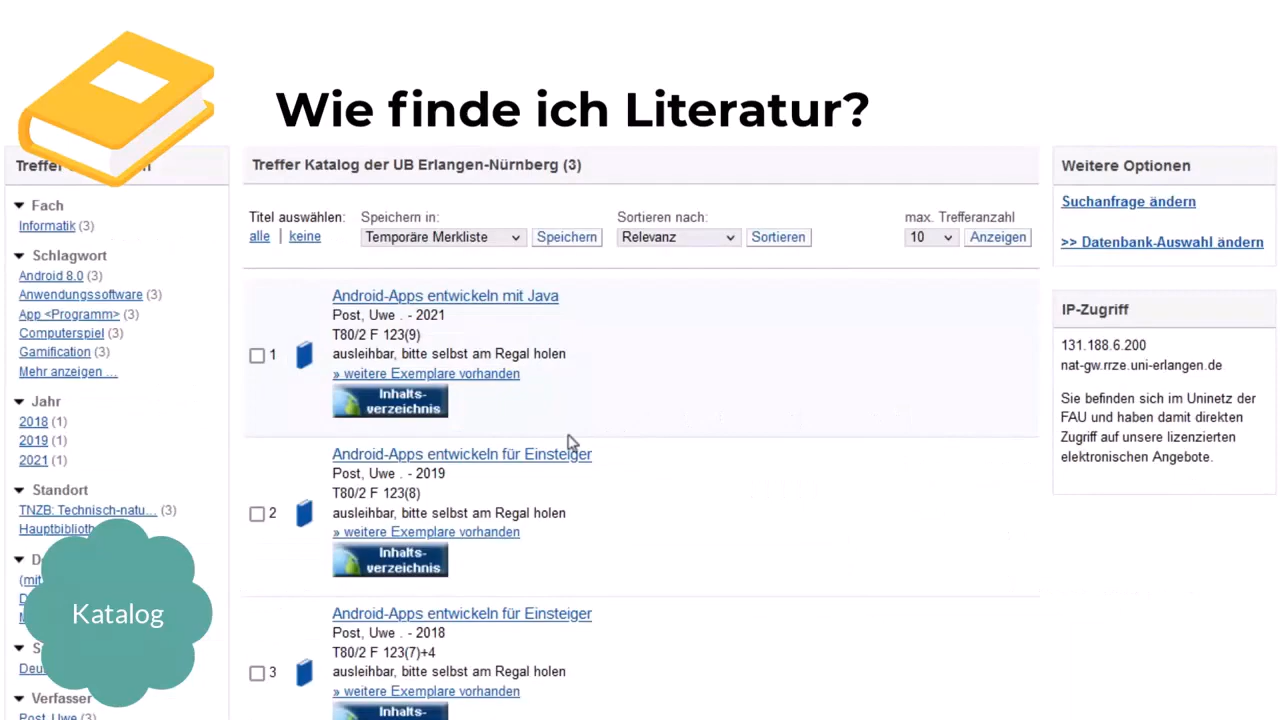 Wie finde ich Literatur?
Treffer
Fach
Informatik (3)
Schlagwort
Android 8.0 (3)
Anwendungssoftware (3)
App <Programm> (3)
Computerspiel (3)
Gamification (3)
Mehr anzeigen ...
Jahr
2018 (1)
2019 (1)
2021 (1)
Standort
TNZB: Technisch-natu... (3)
Hauptbiblioth
(mit
Katalog
Deu
Verfasser
Post, Uwe (3)
Treffer Katalog der UB Erlangen-Nürnberg (3)
Titel auswählen: Speichern in: Sortieren nach: max. Trefferanzahl
alle | keine Temporäre Merkliste Speichern Relevanz Sortieren 10 Anzeigen
Android-Apps entwickeln mit Java
Post, Uwe . - 2021
T80/2 F 123(9)
1 ausleihbar, bitte selbst am Regal holen
» weitere Exemplare vorhanden
Inhalts-
verzeichnis
Android-Apps entwickeln für Einsteiger
Post, Uwe . - 2019
T80/2 F 123(8)
2 ausleihbar, bitte selbst am Regal holen
» weitere Exemplare vorhanden
Inhalts-
verzeichnis
Android-Apps entwickeln für Einsteiger
Post, Uwe . - 2018
T80/2 F 123(7)+4
3 ausleihbar, bitte selbst am Regal holen
» weitere Exemplare vorhanden
Inhalts-
Weitere Optionen
Suchanfrage ändern
>> Datenbank-Auswahl ändern
IP-Zugriff
131.188.6.200
nat-gw.rrze.uni-erlangen.de
Sie befinden sich im Uninetz der
FAU und haben damit direkten
Zugriff auf unsere lizenzierten
elektronischen Angebote.